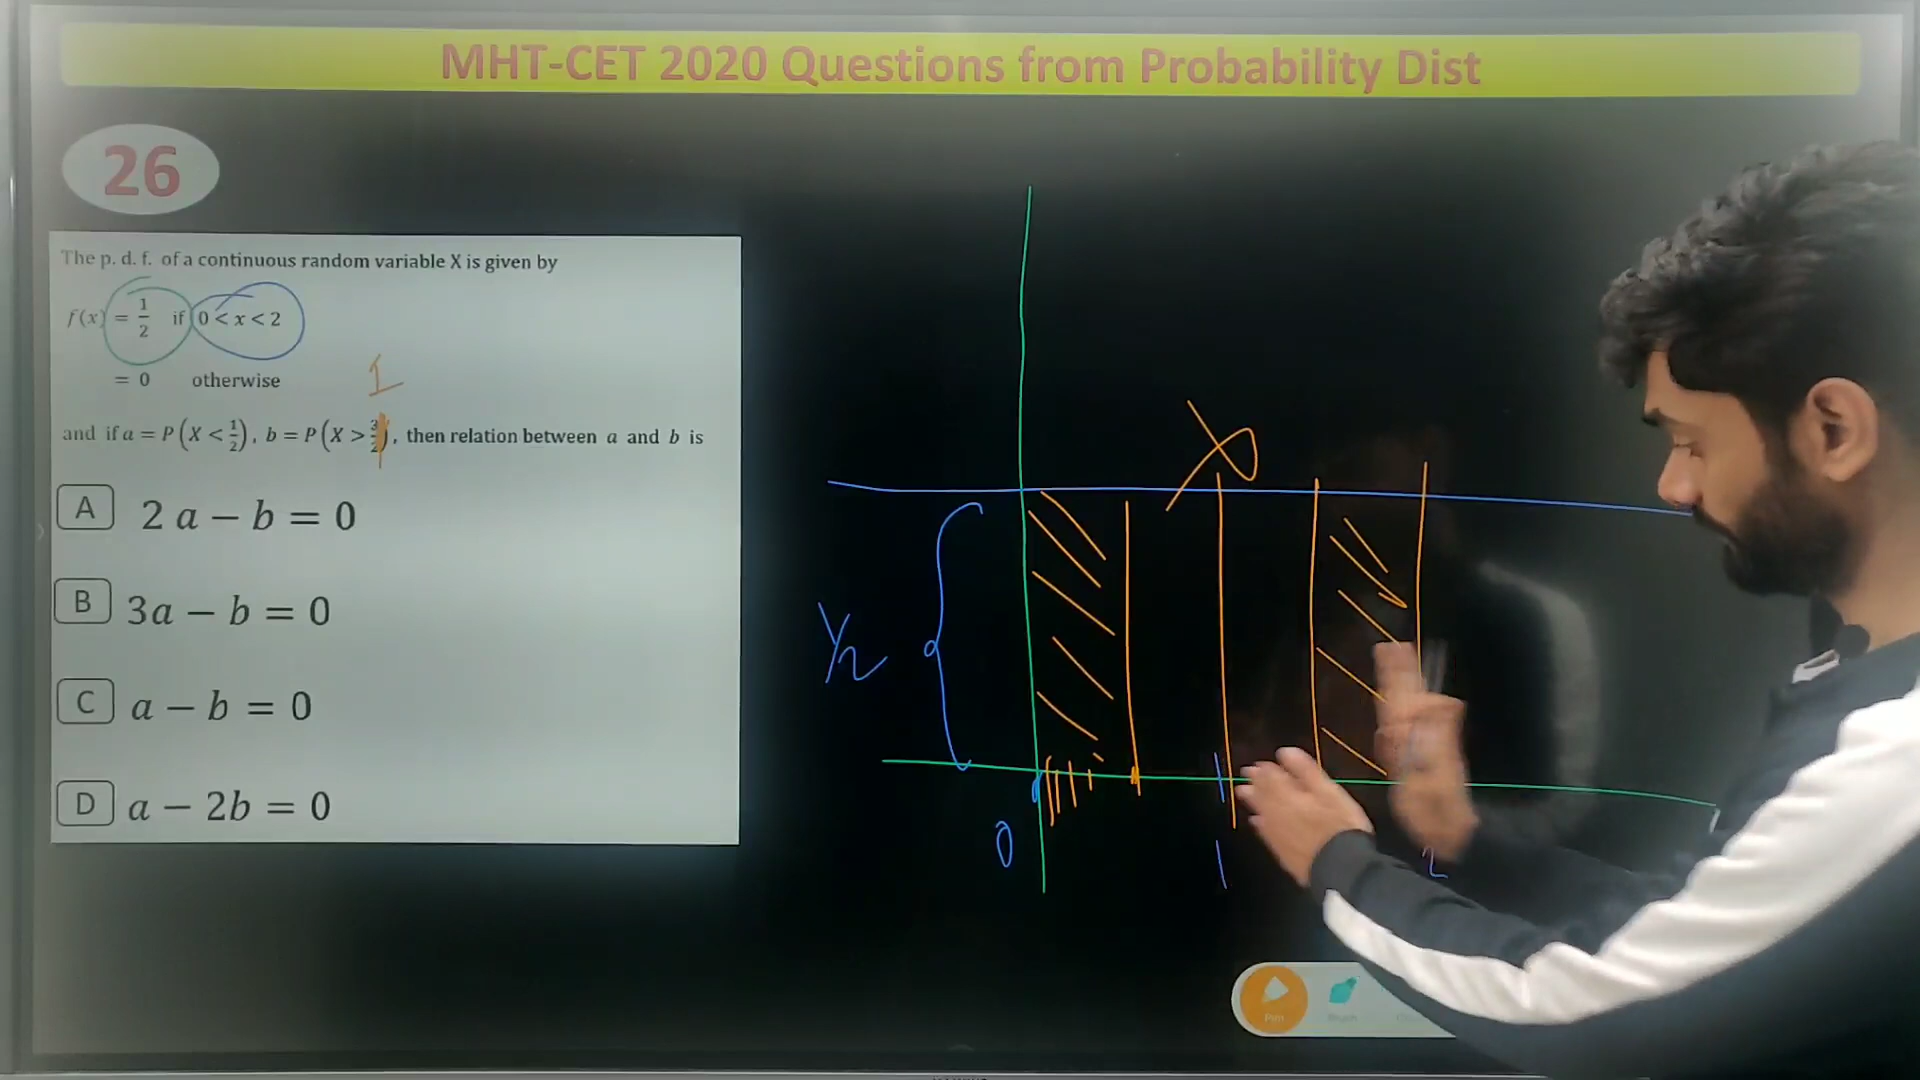 MHT-CET 2020 Questions from Probability Dist
26
The p. d. f. of a continuous random variable X is given by
f(x) = 1/2 if 0 < x < 2
= 0 otherwise
1
and if a = P(X < 1/2), b = P(X > 3/2), then relation between a and b is
A 2 a − b = 0
B 3a − b = 0
C a − b = 0
D a − 2b = 0
1/2
0
1
2
Pen